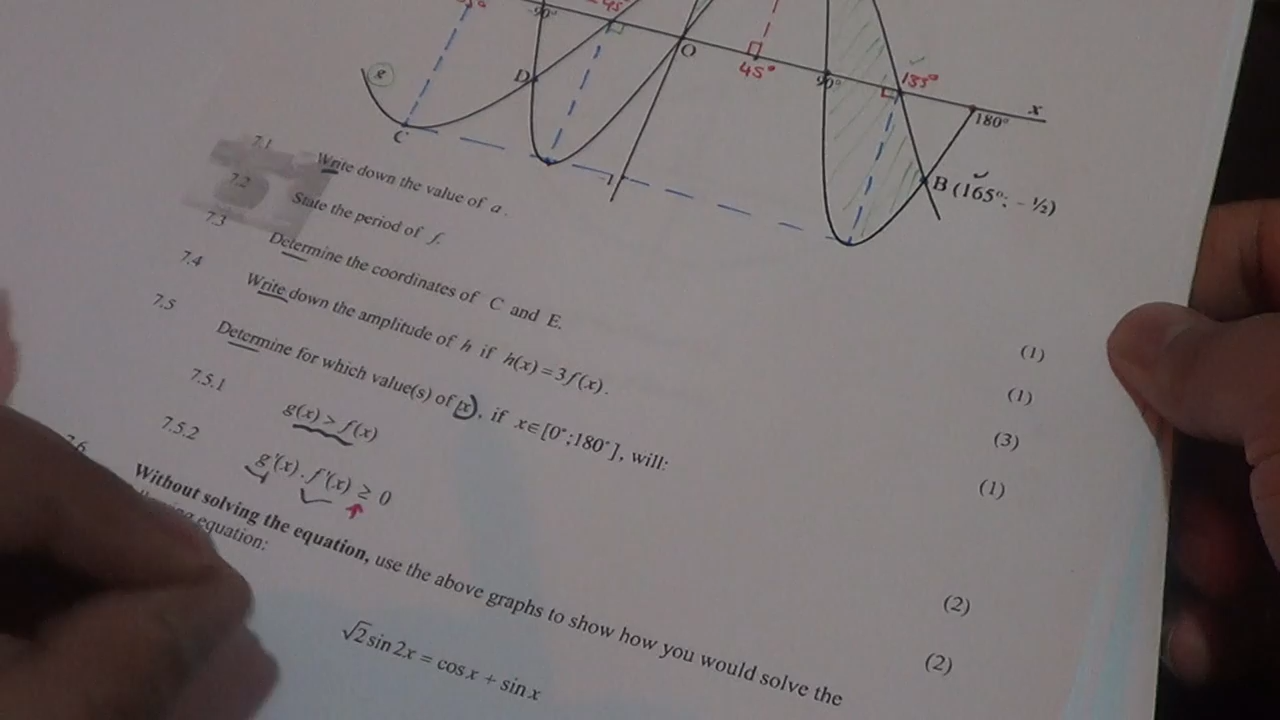 -90°
O
45°
90°
135°
x
180°
g
D
C
-1
B (165°; - ½)
7.1 Write down the value of a.
7.2 State the period of f.
7.3 Determine the coordinates of C and E.
(1)
7.4 Write down the amplitude of h if h(x) = 3f(x).
(1)
7.5 Determine for which value(s) of x, if x∈[0°;180°], will:
(3)
7.5.1 g(x) > f(x)
(1)
7.5.2 g'(x). f'(x) ≥ 0
(2)
7.6 Without solving the equation, use the above graphs to show how you would solve the
(2)
equation:
√2 sin 2x = cos x + sin x